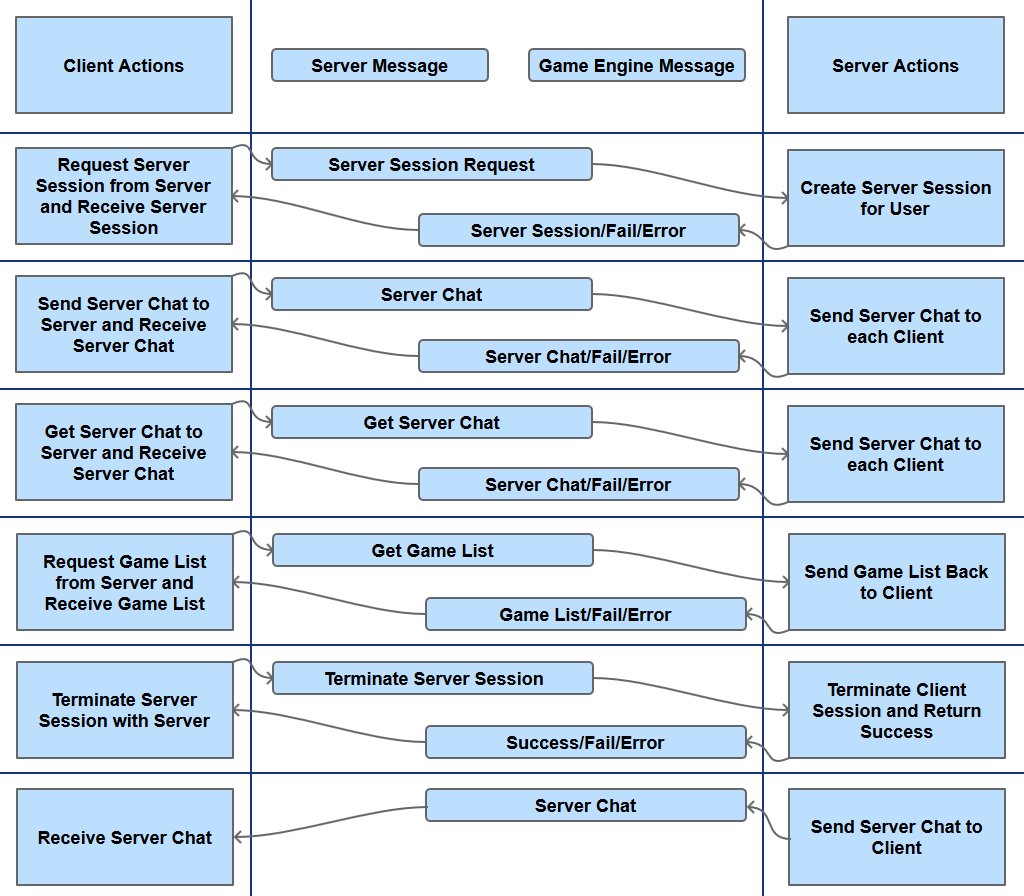 Client Actions
Server Message
Game Engine Message
Server Actions
Request Server
Session from Server
and Receive Server
Session
Server Session Request
Server Session/Fail/Error
Create Server Session
for User
Send Server Chat to
Server and Receive
Server Chat
Server Chat
Server Chat/Fail/Error
Send Server Chat to
each Client
Get Server Chat to
Server and Receive
Server Chat
Get Server Chat
Server Chat/Fail/Error
Send Server Chat to
each Client
Request Game List
from Server and
Receive Game List
Get Game List
Game List/Fail/Error
Send Game List Back
to Client
Terminate Server
Session with Server
Terminate Server Session
Success/Fail/Error
Terminate Client
Session and Return
Success
Receive Server Chat
Server Chat
Send Server Chat to
Client